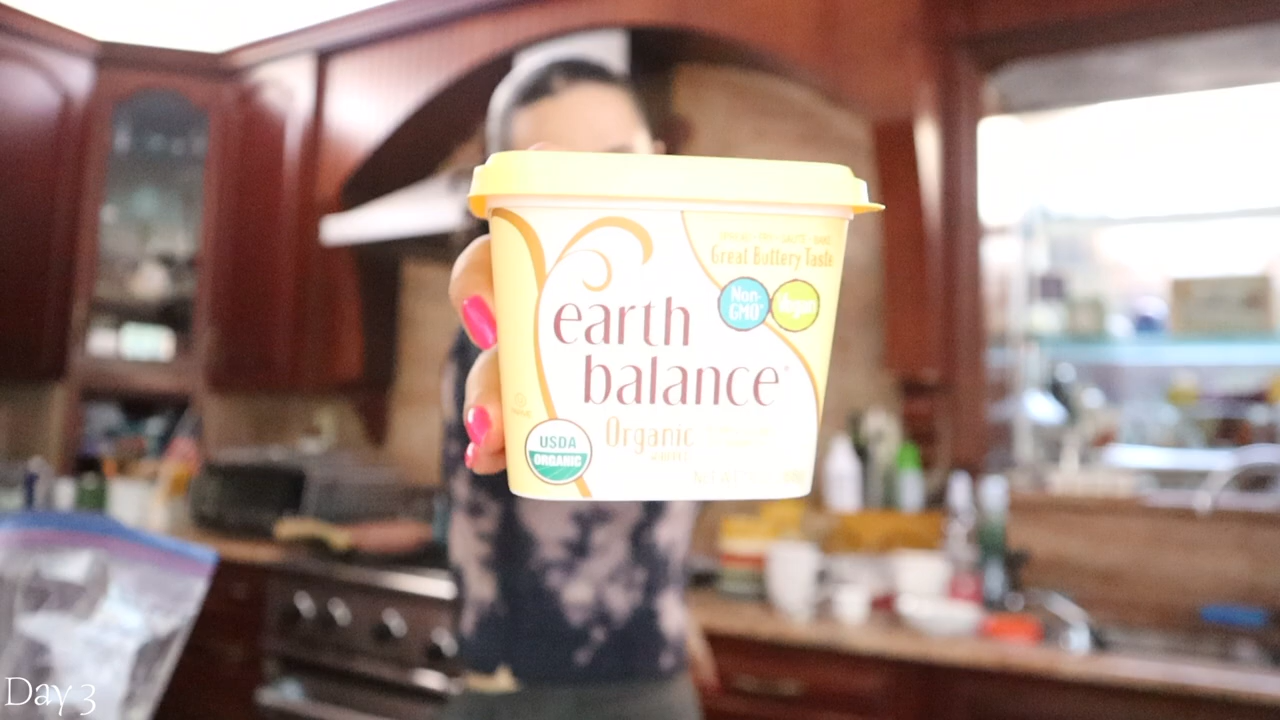 Great Buttery Taste
Non-
GMO
Vegan
earth
balance
Organic
USDA
ORGANIC
Day 3